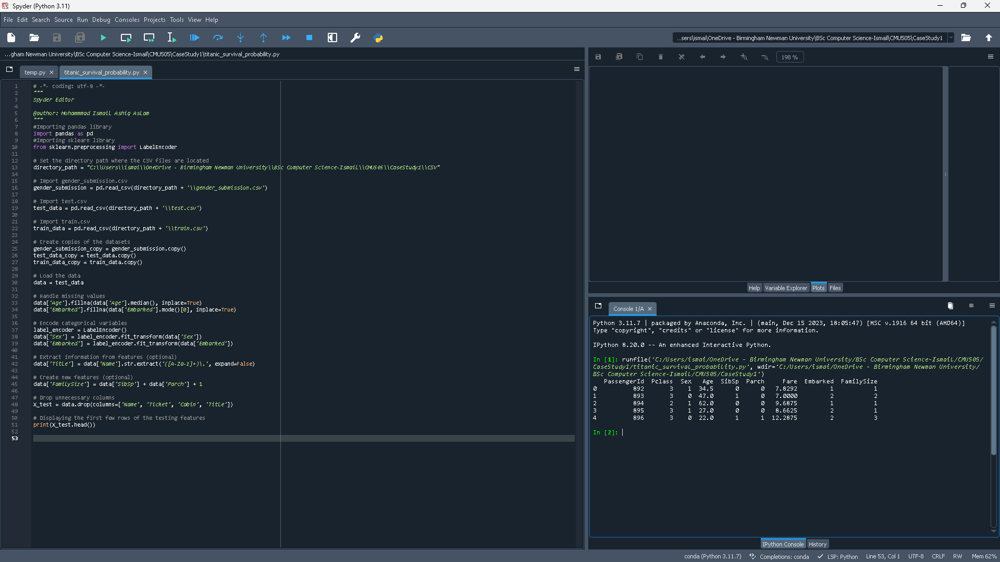 Spyder (Python 3.11)
File Edit Search Source Run Debug Consoles Projects Tools View Help
...sers\ismai\OneDrive - Birmingham Newman University\BSc Computer Science-Ismail\CMU505\CaseStudy1
...gham Newman University\BSc Computer Science-Ismail\CMU505\CaseStudy1\titanic_survival_probability.py
temp.py titanic_survival_probability.py
1 # -*- coding: utf-8 -*-
2 """
3 Spyder Editor
4
5 @author: Mohammmad Ismail Ashiq Aslam
6 """
7 #Importing pandas library
8 import pandas as pd
9 #Importing sklearn library
10 from sklearn.preprocessing import LabelEncoder
11
12 # Set the directory path where the CSV files are located
13 directory_path = "C:\\Users\\ismai\\OneDrive - Birmingham Newman University\\BSc Computer Science-Ismail\\CMU505\\CaseStudy1\\CSV"
14
15 # Import gender_submission.csv
16 gender_submission = pd.read_csv(directory_path + '\\gender_submission.csv')
17
18 # Import test.csv
19 test_data = pd.read_csv(directory_path + '\\test.csv')
20
21 # Import train.csv
22 train_data = pd.read_csv(directory_path + '\\train.csv')
23
24 # Create copies of the datasets
25 gender_submission_copy = gender_submission.copy()
26 test_data_copy = test_data.copy()
27 train_data_copy = train_data.copy()
28
29 # Load the data
30 data = test_data
31
32 # Handle missing values
33 data['Age'].fillna(data['Age'].median(), inplace=True)
34 data['Embarked'].fillna(data['Embarked'].mode()[0], inplace=True)
35
36 # Encode categorical variables
37 label_encoder = LabelEncoder()
38 data['Sex'] = label_encoder.fit_transform(data['Sex'])
39 data['Embarked'] = label_encoder.fit_transform(data['Embarked'])
40
41 # Extract information from features (optional)
42 data['Title'] = data['Name'].str.extract('([A-Za-z]+)\.', expand=False)
43
44 # Create new features (optional)
45 data['FamilySize'] = data['SibSp'] + data['Parch'] + 1
46
47 # Drop unnecessary columns
48 X_test = data.drop(columns=['Name', 'Ticket', 'Cabin', 'Title'])
49
50 # Displaying the first few rows of the testing features
51 print(X_test.head())
52
53
198 %
Help Variable Explorer Plots Files
Console 1/A
Python 3.11.7 | packaged by Anaconda, Inc. | (main, Dec 15 2023, 18:05:47) [MSC v.1916 64 bit (AMD64)]
Type "copyright", "credits" or "license" for more information.
IPython 8.20.0 -- An enhanced Interactive Python.
In [1]: runfile('C:/Users/ismai/OneDrive - Birmingham Newman University/BSc Computer Science-Ismail/CMU505/
CaseStudy1/titanic_survival_probability.py', wdir='C:/Users/ismai/OneDrive - Birmingham Newman University/
BSc Computer Science-Ismail/CMU505/CaseStudy1')
PassengerId Pclass Sex Age SibSp Parch Fare Embarked FamilySize
0 892 3 1 34.5 0 0 7.8292 1 1
1 893 3 0 47.0 1 0 7.0000 2 2
2 894 2 1 62.0 0 0 9.6875 1 1
3 895 3 1 27.0 0 0 8.6625 2 1
4 896 3 0 22.0 1 1 12.2875 2 3
In [2]:
IPython Console History
conda (Python 3.11.7) Completions: conda LSP: Python Line 53, Col 1 UTF-8 CRLF RW Mem 62%